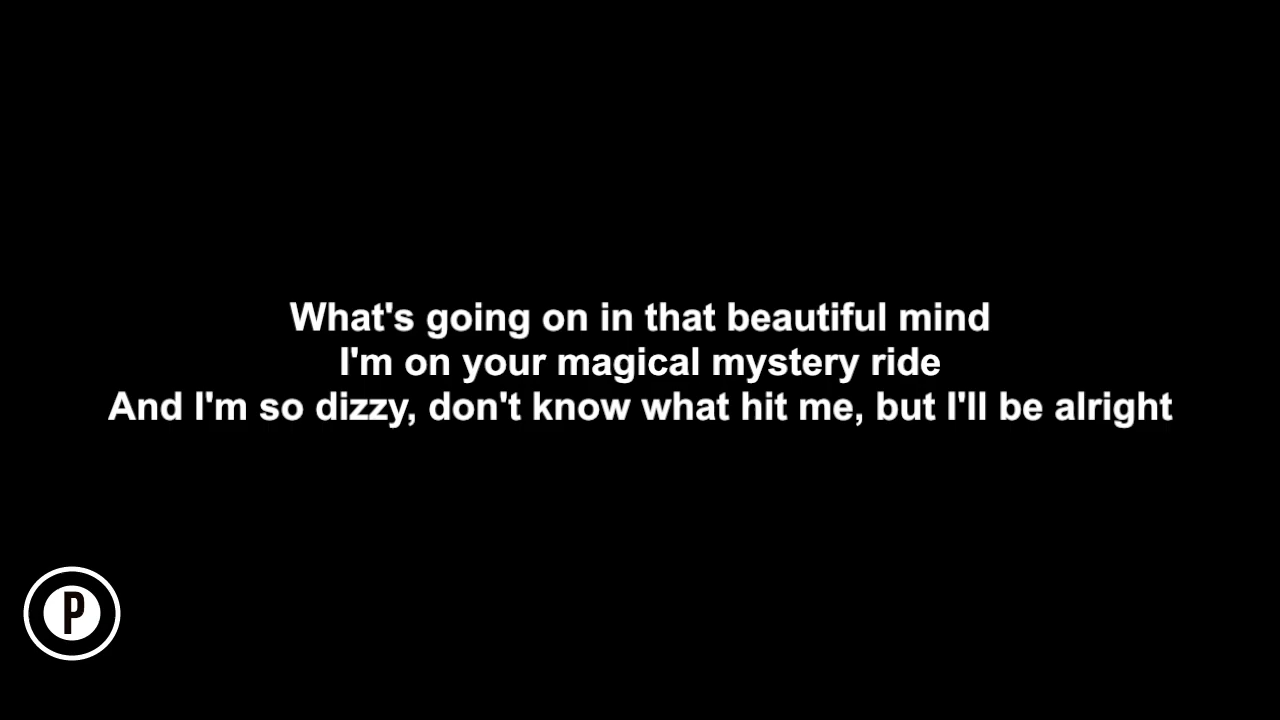 What's going on in that beautiful mind
I'm on your magical mystery ride
And I'm so dizzy, don't know what hit me, but I'll be alright
P